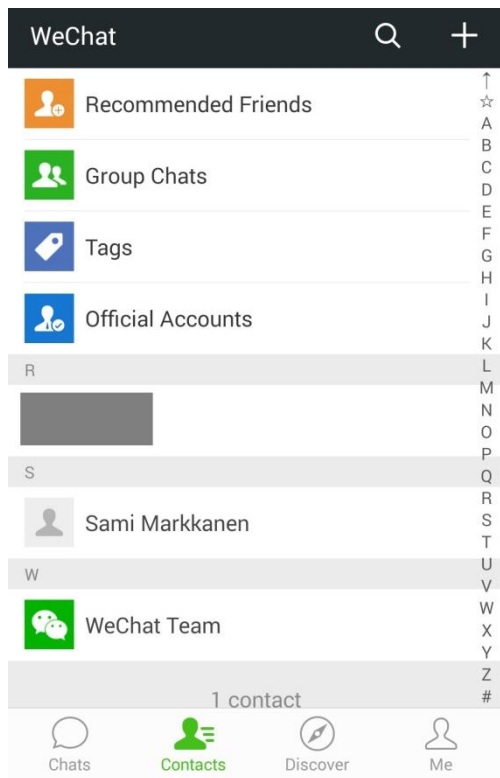 WeChat
Recommended Friends
Group Chats
Tags
Official Accounts
R
S
Sami Markkanen
W
WeChat Team
1 contact
↑
☆
A
B
C
D
E
F
G
H
I
J
K
L
M
N
O
P
Q
R
S
T
U
V
W
X
Y
Z
#
Chats
Contacts
Discover
Me